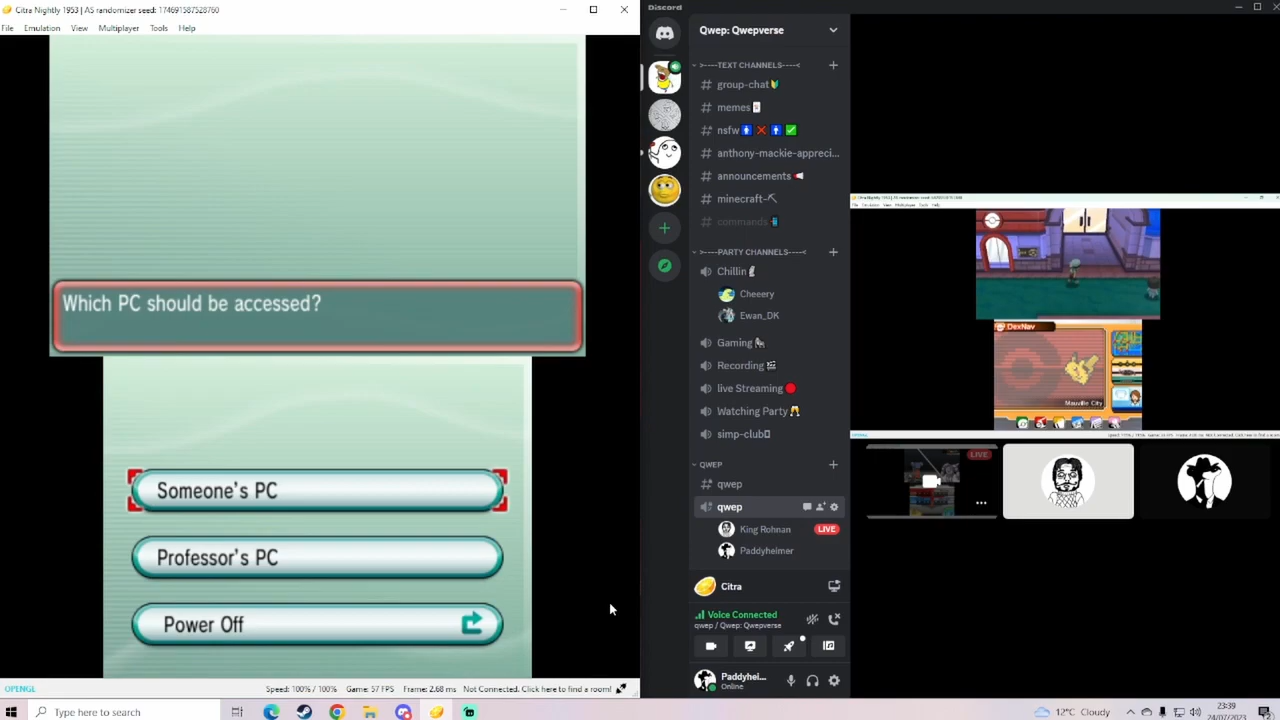 Citra Nightly 1953 | AS randomizer seed: 174691587528760
File Emulation View Multiplayer Tools Help
Which PC should be accessed?
Someone's PC
Professor's PC
Power Off
OPENGL
Speed: 100% / 100% Game: 57 FPS Frame: 2.68 ms Not Connected. Click here to find a room!
Discord
Qwep: Qwepverse
>----TEXT CHANNELS----<
group-chat
memes
nsfw
anthony-mackie-appreci...
announcements
minecraft-
commands
>----PARTY CHANNELS----<
Chillin
Cheeery
Ewan_DK
Gaming
Recording
live Streaming
Watching Party
simp-club
QWEP
qwep
qwep
King Rohnan LIVE
Paddyheimer
Citra
Voice Connected
qwep / Qwep: Qwepverse
Paddyhei...
Online
DexNav
Mauville City
LIVE
Type here to search
12°C Cloudy
23:39
24/07/2023